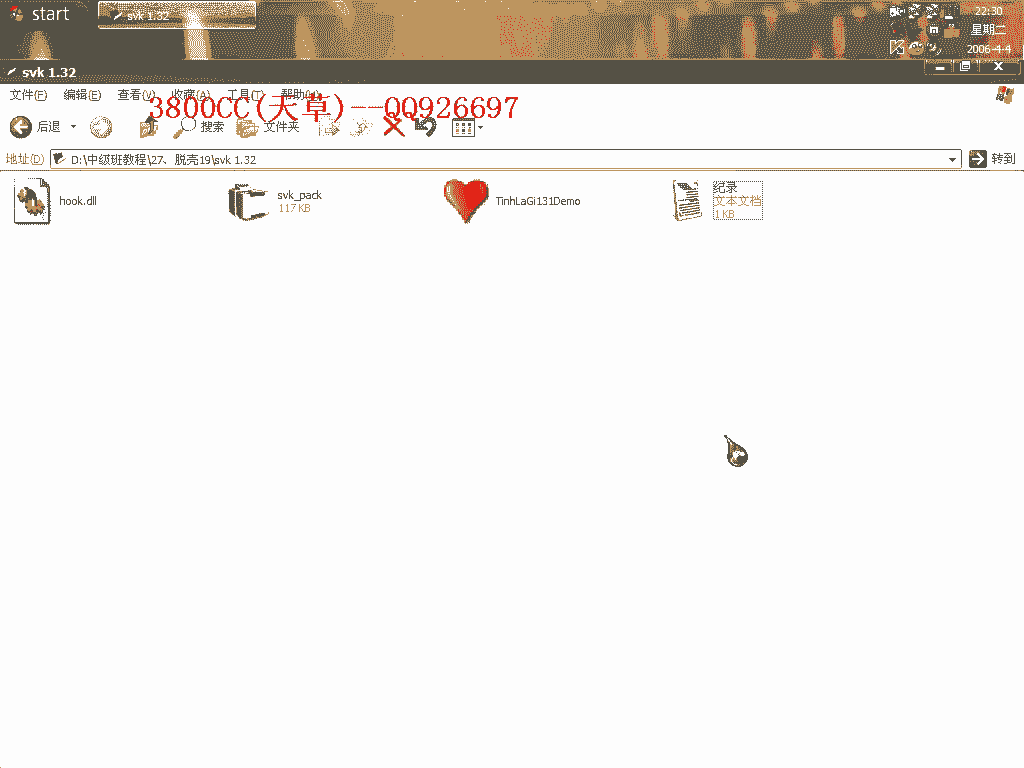 start
svk 1.32
22:30
星期二
2006-4-4
svk 1.32
文件(F) 编辑(E) 查看(V) 收藏(A) 工具(T) 帮助(H)
3800CC(天草)--QQ926697
后退 搜索 文件夹
地址(D) D:\中级班教程\27、脱壳19\svk 1.32 转到
hook.dll
svk_pack
117 KB
TinhLaGi131Demo
纪录
文本文档
1 KB